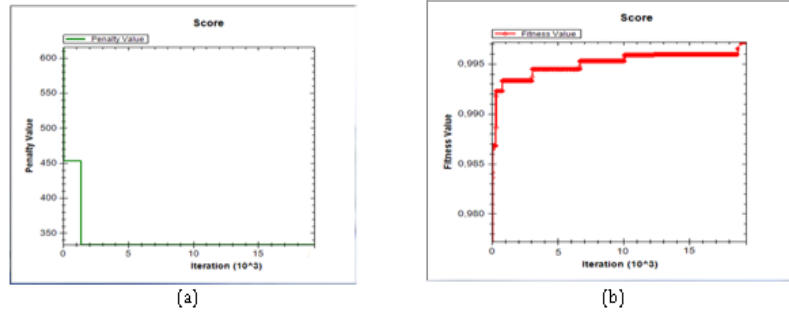 Score
Penalty Value
Penalty Value
600
550
500
450
400
350
0
5
10
15
Iteration (10^3)
(a)
Score
Fitness Value
Fitness Value
0,995
0,990
0,985
0,980
0
5
10
15
Iteration (10^3)
(b)